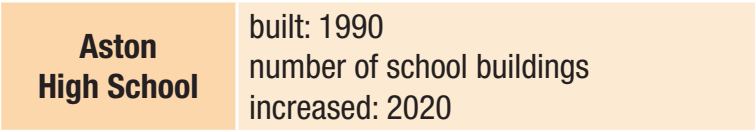 Aston
High School
built: 1990
number of school buildings
increased: 2020